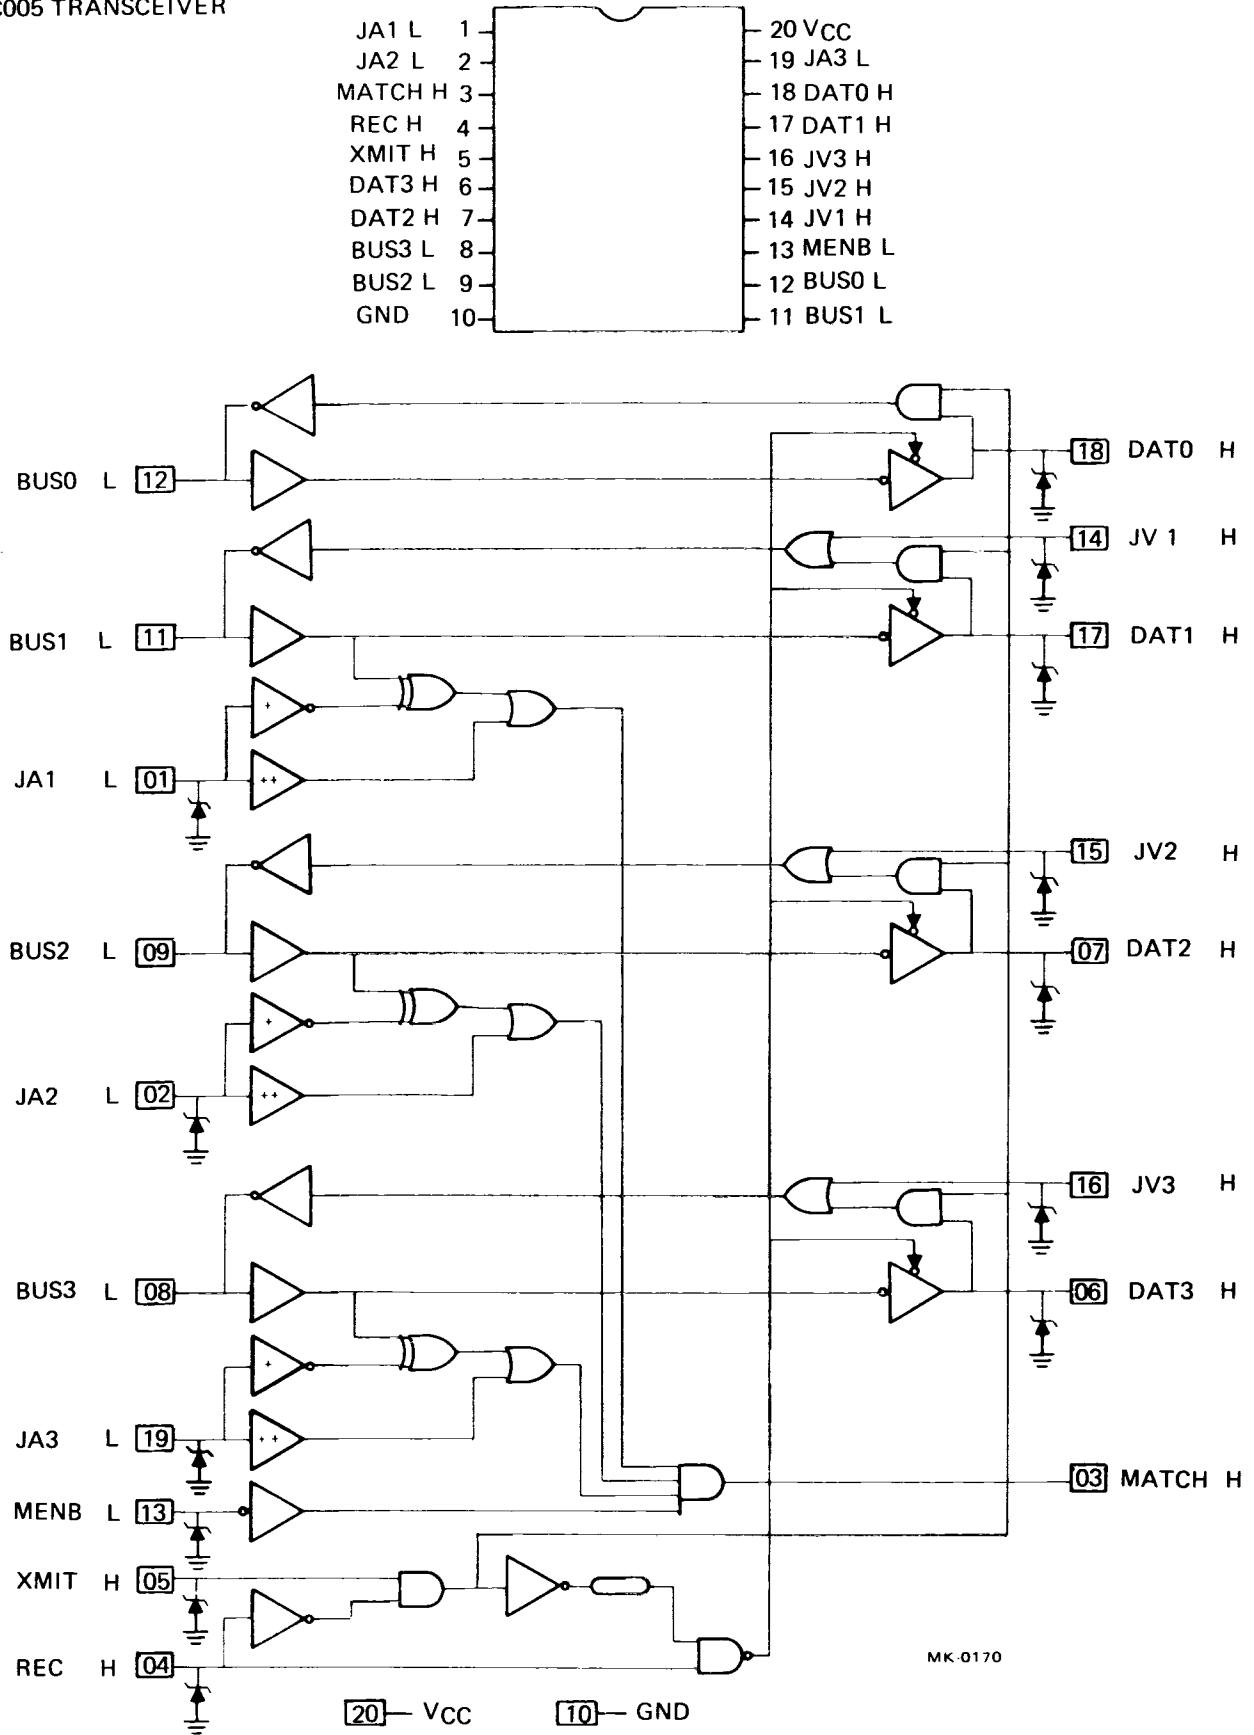 C005 TRANSCEIVER
JA1 L 1
JA2 L 2
MATCH H 3
REC H 4
XMIT H 5
DAT3 H 6
DAT2 H 7
BUS3 L 8
BUS2 L 9
GND 10
20 VCC
19 JA3 L
18 DAT0 H
17 DAT1 H
16 JV3 H
15 JV2 H
14 JV1 H
13 MENB L
12 BUS0 L
11 BUS1 L
18 DAT0 H
BUS0 L 12
14 JV 1 H
BUS1 L 11
17 DAT1 H
+
JA1 L 01
++
15 JV2 H
BUS2 L 09
07 DAT2 H
+
JA2 L 02
++
16 JV3 H
BUS3 L 08
06 DAT3 H
+
JA3 L 19
++
03 MATCH H
MENB L 13
XMIT H 05
REC H 04
MK-0170
20 VCC
10 GND